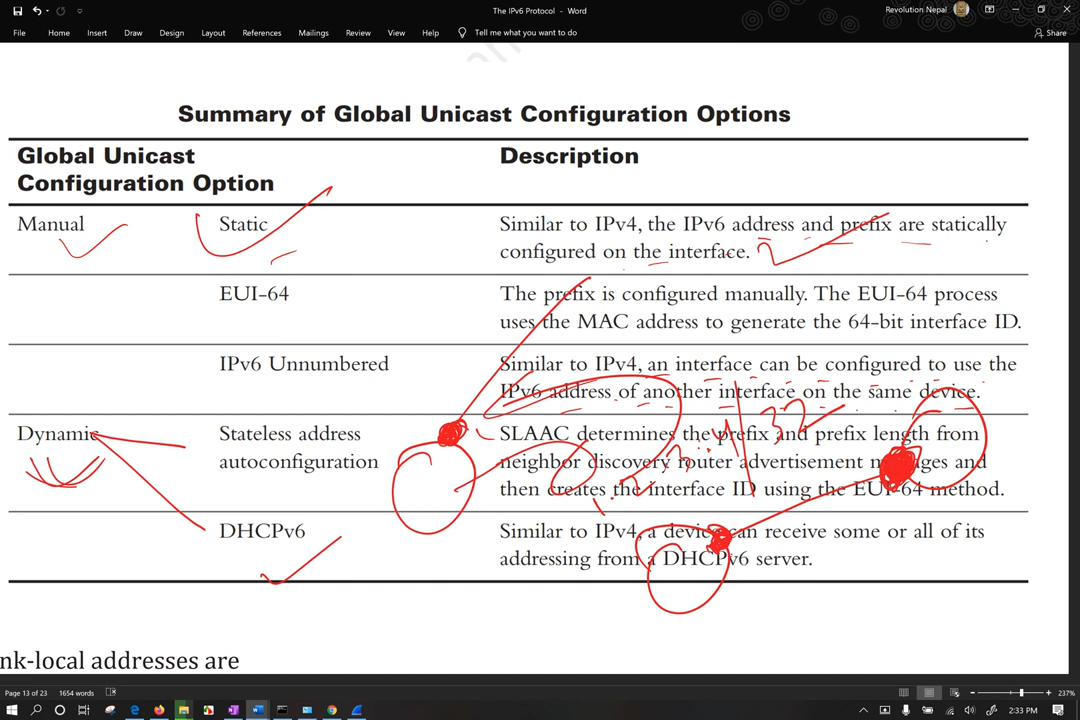 The IPv6 Protocol - Word
Revolution Nepal
File Home Insert Draw Design Layout References Mailings Review View Help Tell me what you want to do
Share
Summary of Global Unicast Configuration Options
Global Unicast
Configuration Option
Description
Manual
Static
Similar to IPv4, the IPv6 address and prefix are statically
configured on the interface.
EUI-64
The prefix is configured manually. The EUI-64 process
uses the MAC address to generate the 64-bit interface ID.
IPv6 Unnumbered
Similar to IPv4, an interface can be configured to use the
IPv6 address of another interface on the same device.
Dynamic
Stateless address
autoconfiguration
SLAAC determines the prefix and prefix length from
neighbor discovery router advertisement messages and
then creates the interface ID using the EUI-64 method.
1.2.3.4/32
DHCPv6
Similar to IPv4, a device can receive some or all of its
addressing from a DHCPv6 server.
nk-local addresses are
Page 13 of 23 1654 words
237%
2:33 PM